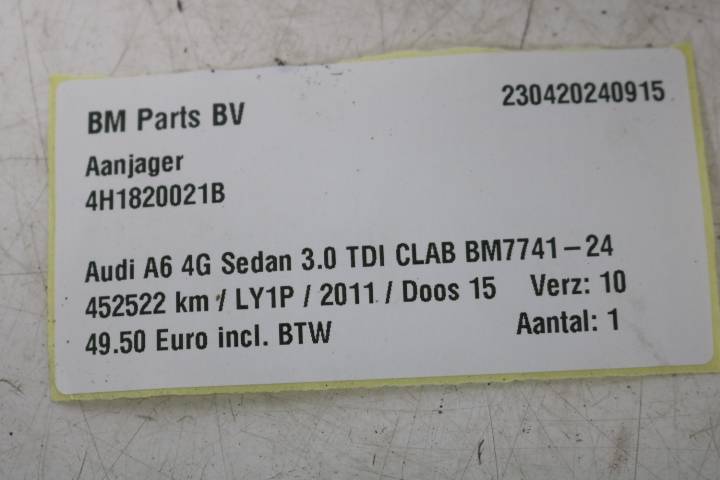 BM Parts BV 230420240915
Aanjager
4H1820021B
Audi A6 4G Sedan 3.0 TDI CLAB BM7741-24
452522 km / LY1P / 2011 / Doos 15 Verz: 10
49.50 Euro incl. BTW Aantal: 1